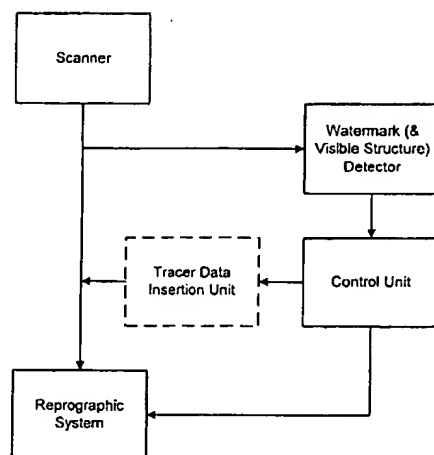 Scanner
Watermark (&
Visible Structure)
Detector
Tracer Data
Insertion Unit
Control Unit
Reprographic
System